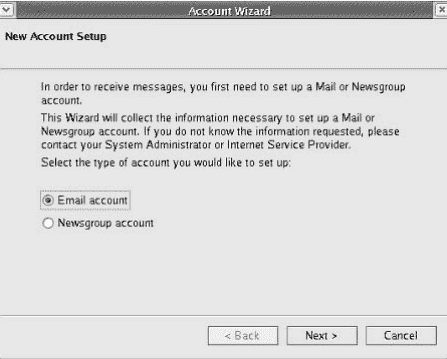 Account Wizard
New Account Setup
In order to receive messages, you first need to set up a Mail or Newsgroup
account.
This Wizard will collect the information necessary to set up a Mail or
Newsgroup account. If you do not know the information requested, please
contact your System Administrator or Internet Service Provider.
Select the type of account you would like to set up:
Email account
Newsgroup account
< Back Next > Cancel